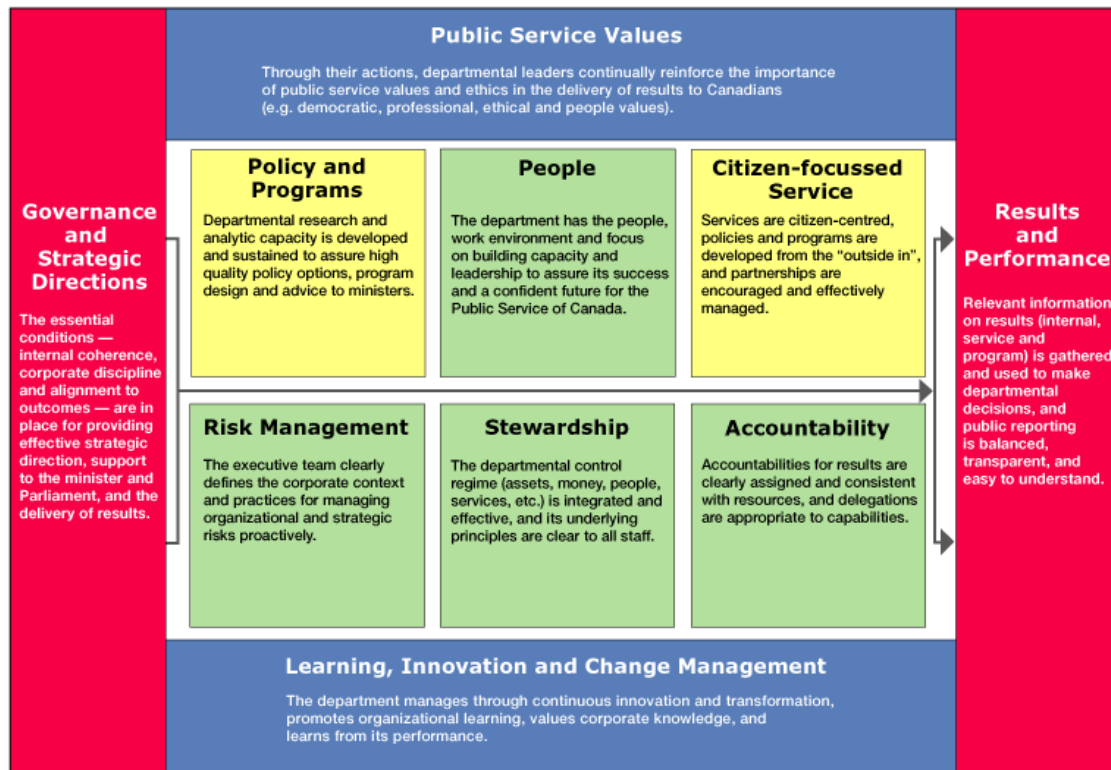 Public Service Values
Through their actions, departmental leaders continually reinforce the importance
of public service values and ethics in the delivery of results to Canadians
(e.g. democratic, professional, ethical and people values).
Governance
and
Strategic
Directions
The essential
conditions —
internal coherence,
corporate discipline
and alignment to
outcomes — are in
place for providing
effective strategic
direction, support
to the minister and
Parliament, and the
delivery of results.
Policy and
Programs
Departmental research and
analytic capacity is developed
and sustained to assure high
quality policy options, program
design and advice to ministers.
People
The department has the people,
work environment and focus
on building capacity and
leadership to assure its success
and a confident future for the
Public Service of Canada.
Citizen-focussed
Service
Services are citizen-centred,
policies and programs are
developed from the “outside in”,
and partnerships are
encouraged and effectively
managed.
Risk Management
The executive team clearly
defines the corporate context
and practices for managing
organizational and strategic
risks proactively.
Stewardship
The departmental control
regime (assets, money, people,
services, etc.) is integrated and
effective, and its underlying
principles are clear to all staff.
Accountability
Accountabilities for results are
clearly assigned and consistent
with resources, and delegations
are appropriate to capabilities.
Results
and
Performance
Relevant information
on results (internal,
service and
program) is gathered
and used to make
departmental
decisions, and
public reporting
is balanced,
transparent, and
easy to understand.
Learning, Innovation and Change Management
The department manages through continuous innovation and transformation,
promotes organizational learning, values corporate knowledge, and
learns from its performance.